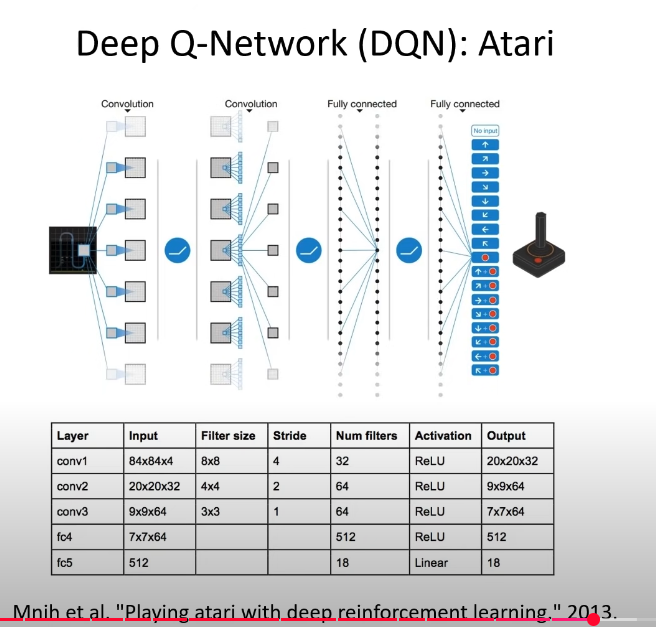 Deep Q-Network (DQN): Atari
Convolution Convolution Fully connected Fully connected
No input
Layer Input Filter size Stride Num filters Activation Output
conv1 84x84x4 8x8 4 32 ReLU 20x20x32
conv2 20x20x32 4x4 2 64 ReLU 9x9x64
conv3 9x9x64 3x3 1 64 ReLU 7x7x64
fc4 7x7x64 512 ReLU 512
fc5 512 18 Linear 18
Mnih et al. "Playing atari with deep reinforcement learning." 2013.